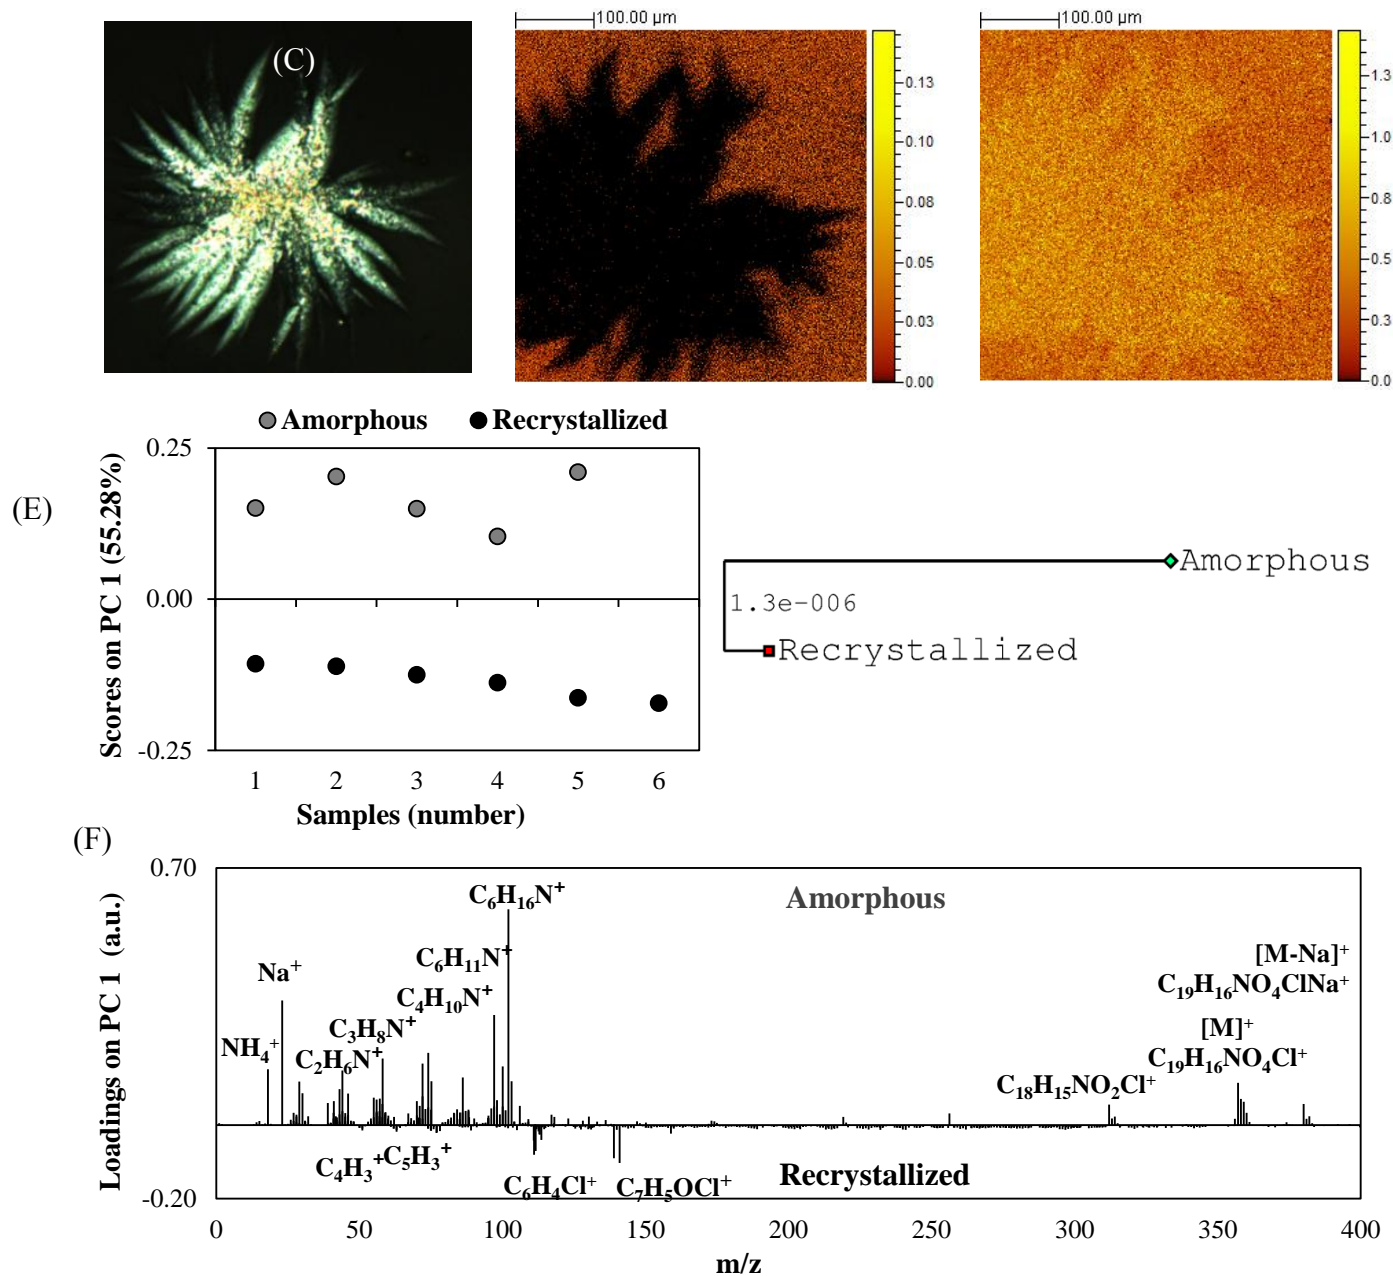 (C)
100.00 µm
0.13
0.10
0.08
0.05
0.03
0.00
100.00 µm
1.3
1.0
0.8
0.5
0.3
0.0
(E)
Amorphous Recrystallized
Scores on PC 1 (55.28%)
0.25
0.00
-0.25
1 2 3 4 5 6
Samples (number)
Amorphous
1.3e-006
Recrystallized
(F)
Loadings on PC 1 (a.u.)
0.70
-0.20
Amorphous
C₆H₁₆N⁺
C₆H₁₁N⁺
[M-Na]⁺
Na⁺
C₁₉H₁₆NO₄ClNa⁺
C₄H₁₀N⁺
C₃H₈N⁺
[M]⁺
NH₄⁺
C₂H₆N⁺
C₁₉H₁₆NO₄Cl⁺
C₁₈H₁₅NO₂Cl⁺
C₄H₃⁺
C₅H₃⁺
C₆H₄Cl⁺
C₇H₅OCl⁺
Recrystallized
0 50 100 150 200 250 300 350 400
m/z